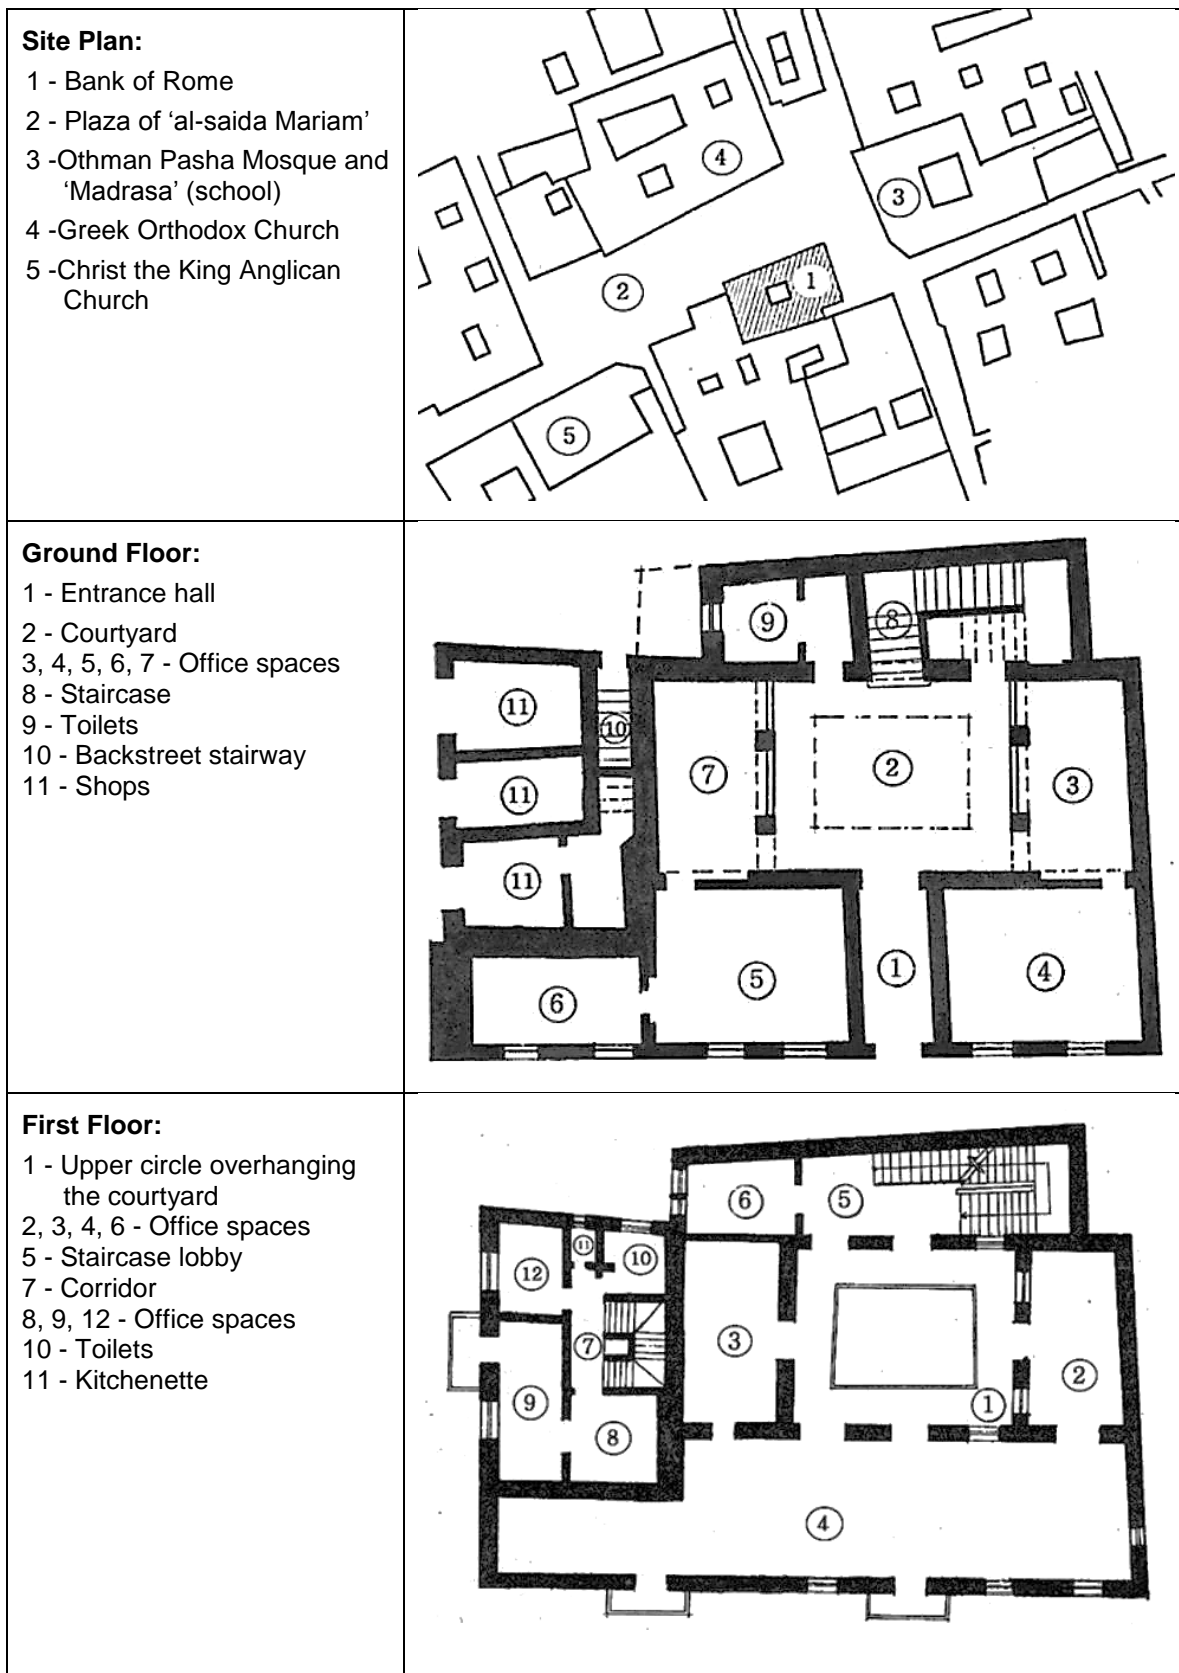 Site Plan:
1 - Bank of Rome
2 - Plaza of ‘al-saida Mariam’
3 -Othman Pasha Mosque and
‘Madrasa’ (school)
4 -Greek Orthodox Church
5 -Christ the King Anglican
Church
4
3
1
2
5
Ground Floor:
1 - Entrance hall
2 - Courtyard
3, 4, 5, 6, 7 - Office spaces
8 - Staircase
9 - Toilets
10 - Backstreet stairway
11 - Shops
9
8
11
10
7
2
3
11
11
6
5
1
4
First Floor:
1 - Upper circle overhanging
the courtyard
2, 3, 4, 6 - Office spaces
5 - Staircase lobby
7 - Corridor
8, 9, 12 - Office spaces
10 - Toilets
11 - Kitchenette
6
5
11
12
10
7
3
2
9
1
8
4